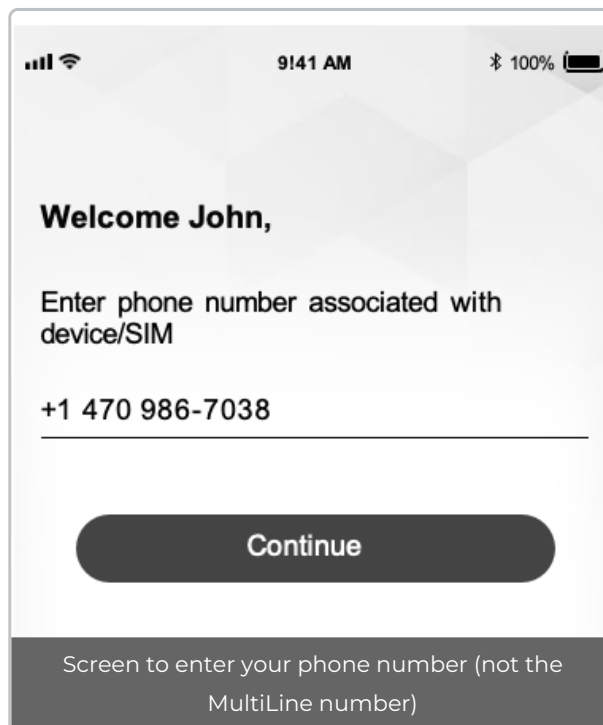 9:41 AM 100%
Welcome John,
Enter phone number associated with
device/SIM
+1 470 986-7038
Continue
Screen to enter your phone number (not the
MultiLine number)